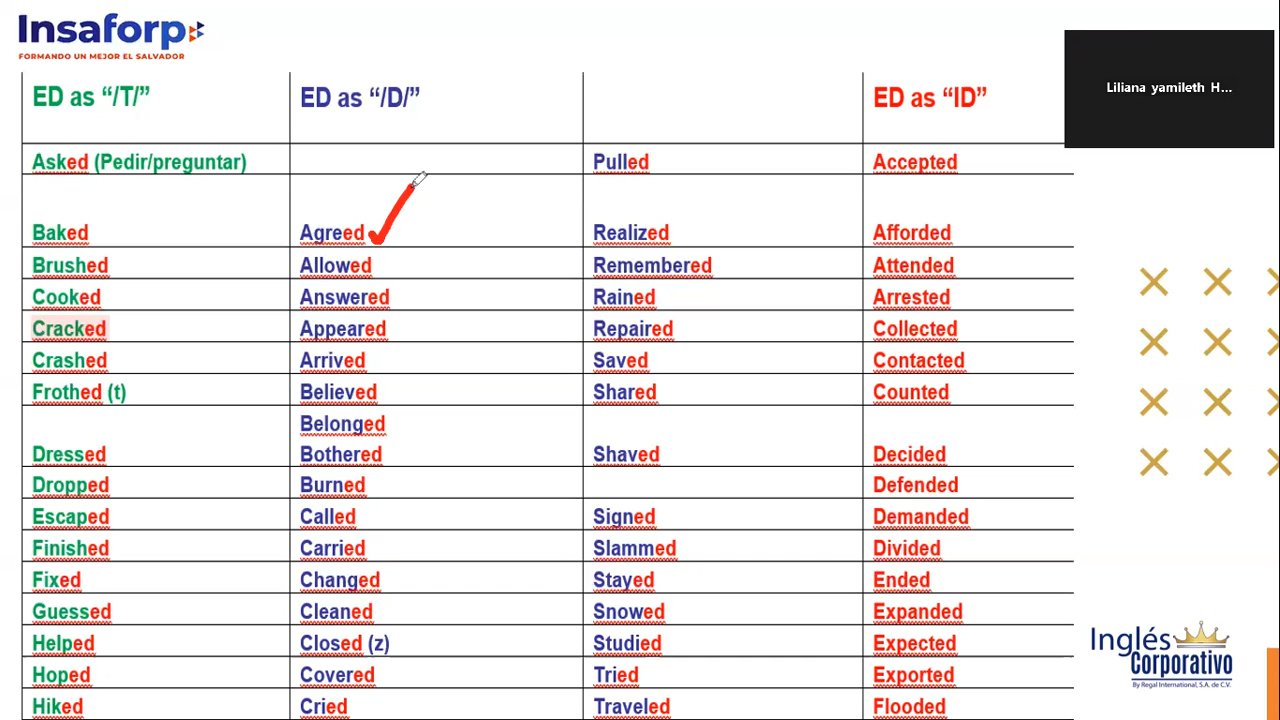 Insaforp
FORMANDO UN MEJOR EL SALVADOR
Liliana yamileth H...
ED as “/T/” ED as “/D/” ED as “ID”
Asked (Pedir/preguntar) Pulled Accepted
Baked Agreed Realized Afforded
Brushed Allowed Remembered Attended
Cooked Answered Rained Arrested
Cracked Appeared Repaired Collected
Crashed Arrived Saved Contacted
Frothed (t) Believed Shared Counted
Belonged
Dressed Bothered Shaved Decided
Dropped Burned Defended
Escaped Called Signed Demanded
Finished Carried Slammed Divided
Fixed Changed Stayed Ended
Guessed Cleaned Snowed Expanded
Helped Closed (z) Studied Expected
Hoped Covered Tried Exported
Hiked Cried Traveled Flooded
Inglés
Corporativo
By Regal International, S.A. de C.V.